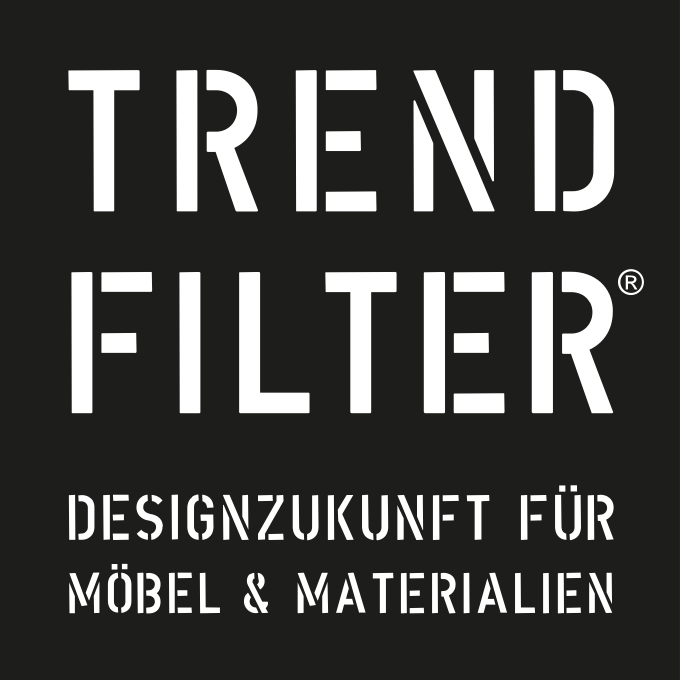 TREND
FILTER®
DESIGNZUKUNFT FÜR
MÖBEL & MATERIALIEN